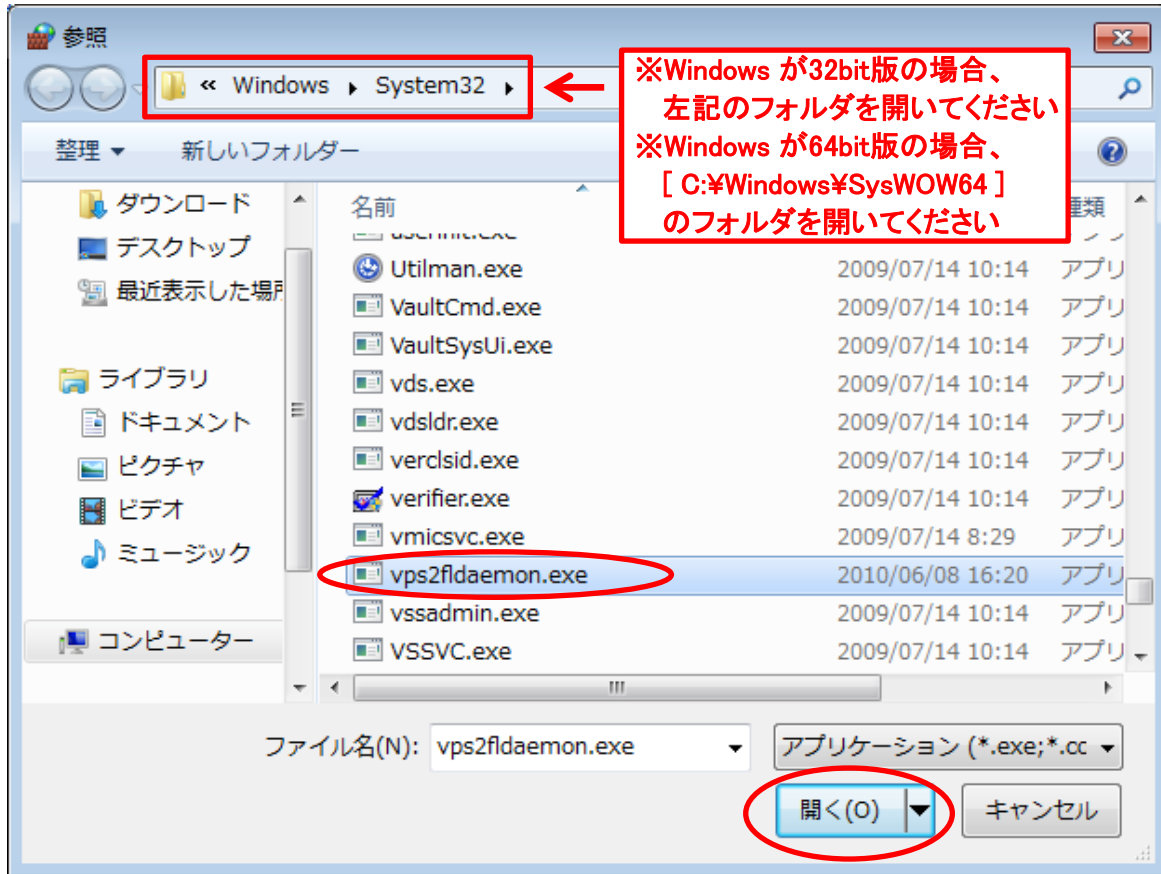 参照
« Windows ▸ System32 ▸
※Windows が32bit版の場合、
左記のフォルダを開いてください
※Windows が64bit版の場合、
[ C:¥Windows¥SysWOW64 ]
のフォルダを開いてください
整理 ▼ 新しいフォルダー
ダウンロード
デスクトップ
最近表示した場所
ライブラリ
ドキュメント
ピクチャ
ビデオ
ミュージック
コンピューター
名前 種類
Utilman.exe 2009/07/14 10:14 アプリ
VaultCmd.exe 2009/07/14 10:14 アプリ
VaultSysUi.exe 2009/07/14 10:14 アプリ
vds.exe 2009/07/14 10:14 アプリ
vdsldr.exe 2009/07/14 10:14 アプリ
verclsid.exe 2009/07/14 10:14 アプリ
verifier.exe 2009/07/14 10:14 アプリ
vmicsvc.exe 2009/07/14 8:29 アプリ
vps2fldaemon.exe 2010/06/08 16:20 アプリ
vssadmin.exe 2009/07/14 10:14 アプリ
VSSVC.exe 2009/07/14 10:14 アプリ
ファイル名(N): vps2fldaemon.exe アプリケーション (*.exe;*.cc
開く(O) キャンセル